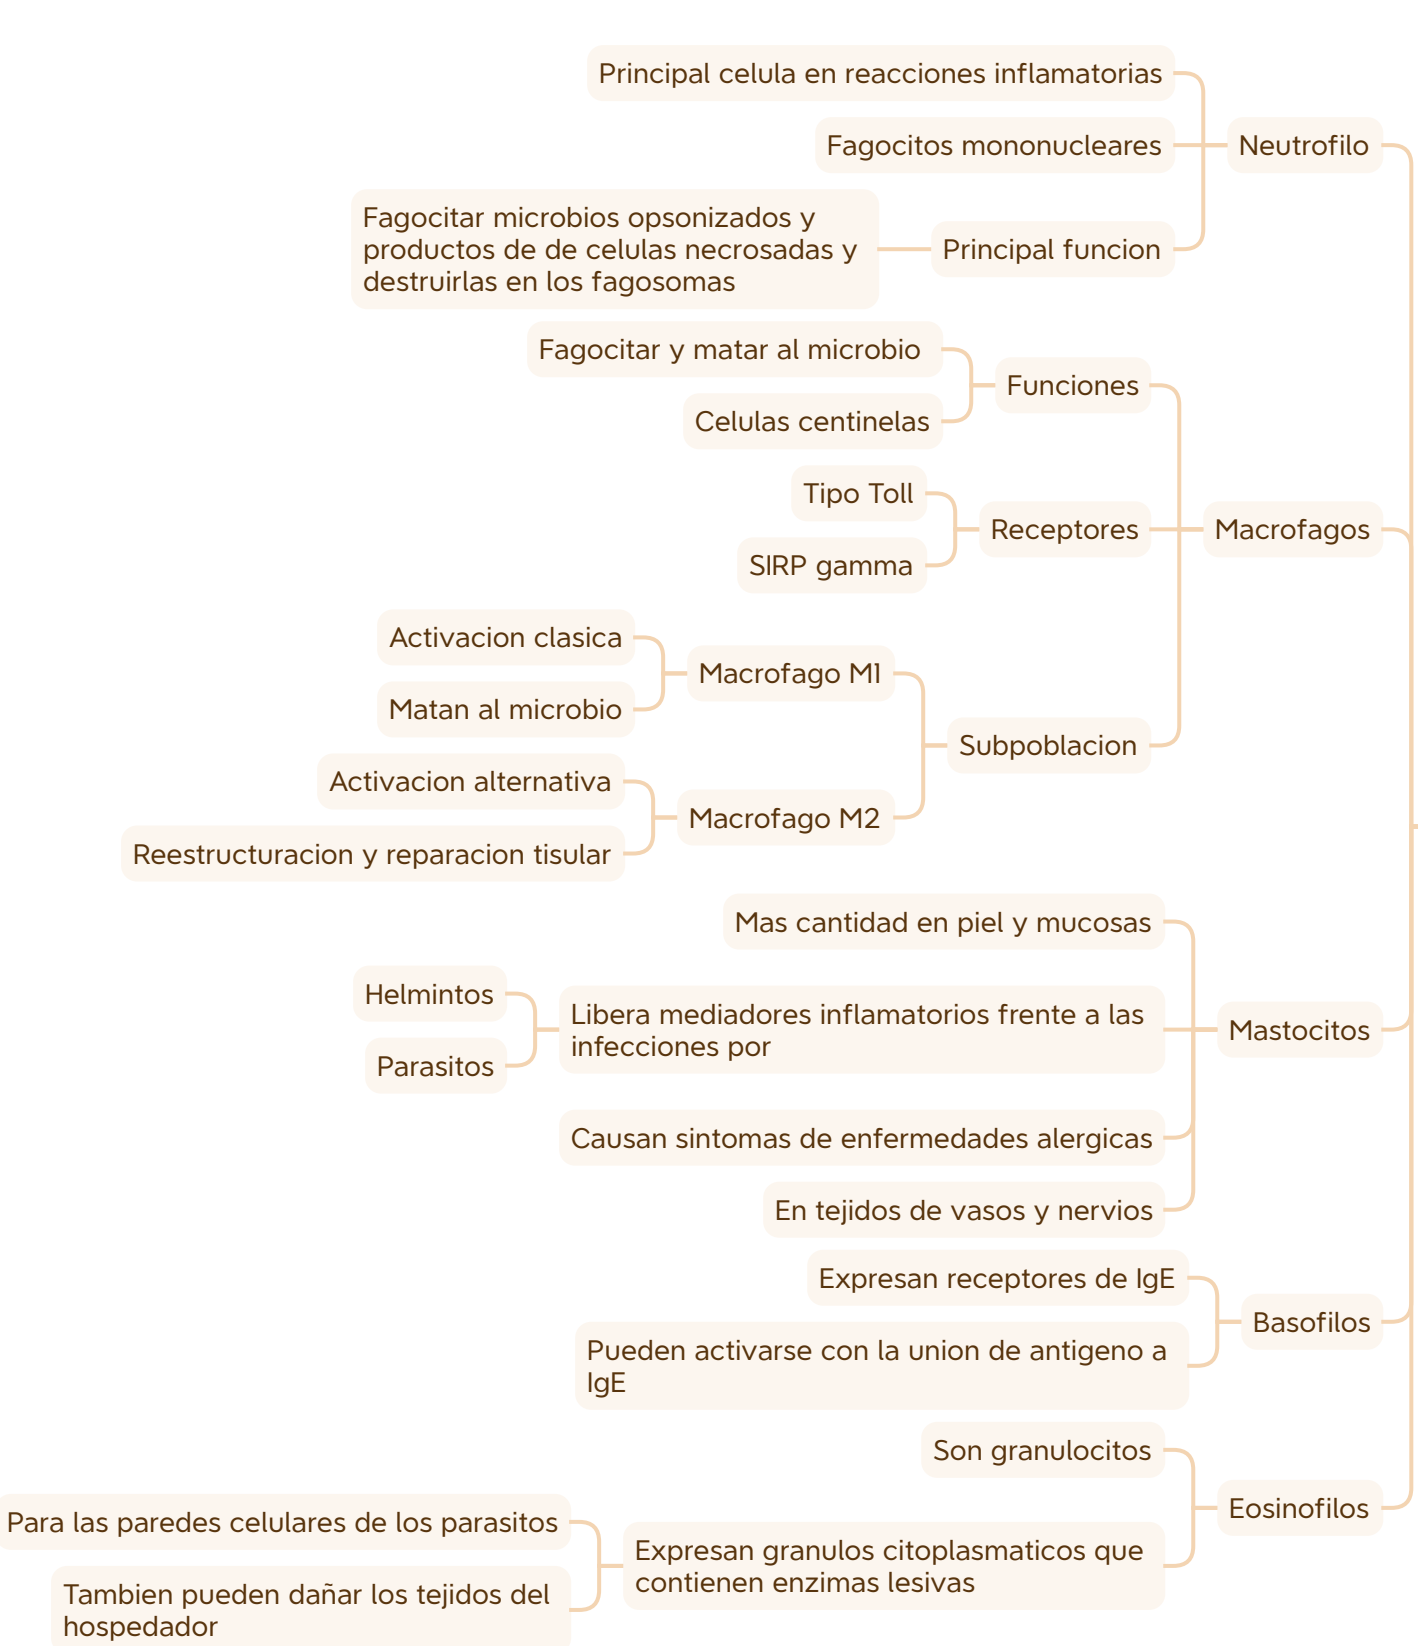 Principal celula en reacciones inflamatorias
Fagocitos mononucleares
Neutrofilo
Fagocitar microbios opsonizados y
productos de de celulas necrosadas y
destruirlas en los fagosomas
Principal funcion
Fagocitar y matar al microbio
Funciones
Celulas centinelas
Tipo Toll
Receptores
Macrofagos
SIRP gamma
Activacion clasica
Macrofago M1
Matan al microbio
Subpoblacion
Activacion alternativa
Macrofago M2
Reestructuracion y reparacion tisular
Mas cantidad en piel y mucosas
Helmintos
Libera mediadores inflamatorios frente a las
infecciones por
Mastocitos
Parasitos
Causan sintomas de enfermedades alergicas
En tejidos de vasos y nervios
Expresan receptores de IgE
Basofilos
Pueden activarse con la union de antigeno a
IgE
Son granulocitos
Eosinofilos
Para las paredes celulares de los parasitos
Expresan granulos citoplasmaticos que
contienen enzimas lesivas
Tambien pueden dañar los tejidos del
hospedador